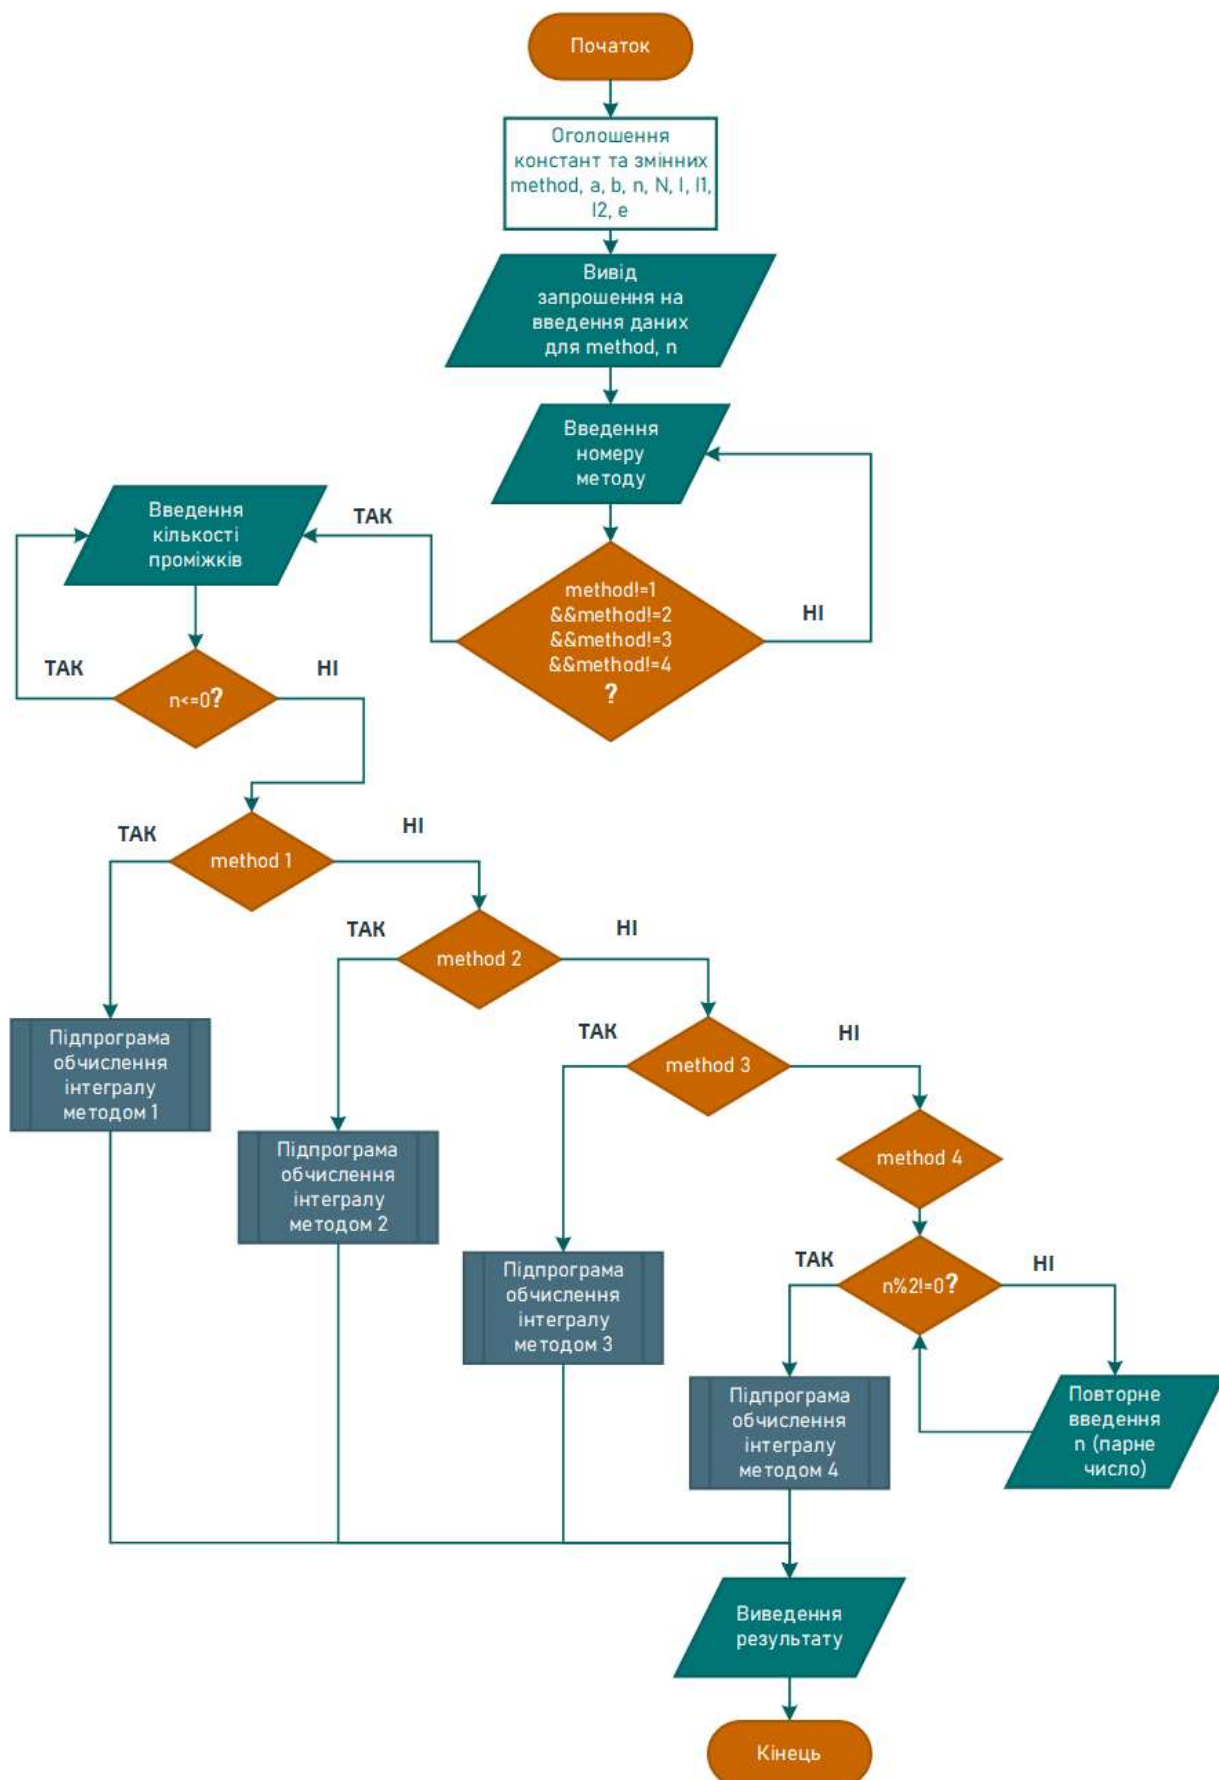 Початок
Оголошення
констант та змінних
method, a, b, n, N, I, I1,
I2, e
Вивід
запрошення на
введення даних
для method, n
Введення
номеру
методу
Введення
кількості
проміжків
ТАК
method!=1
&&method!=2
&&method!=3
&&method!=4
?
НІ
ТАК
НІ
n<=0?
ТАК
НІ
method 1
ТАК
НІ
method 2
ТАК
НІ
method 3
Підпрограма
обчислення
інтегралу
методом 1
Підпрограма
обчислення
інтегралу
методом 2
method 4
ТАК
НІ
n%2!=0?
Підпрограма
обчислення
інтегралу
методом 3
Підпрограма
обчислення
інтегралу
методом 4
Повторне
введення
n (парне
число)
Виведення
результату
Кінець